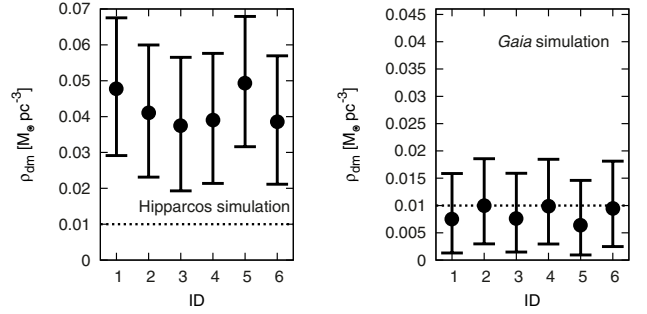 0.07
0.06
0.05
0.04
0.03
0.02
0.01
0
ρdm [M⊙ pc-3]
Hipparcos simulation
1 2 3 4 5 6
ID
0.045
0.04
0.035
0.03
0.025
0.02
0.015
0.010
0.005
0
ρdm [M⊙ pc-3]
Gaia simulation
1 2 3 4 5 6
ID